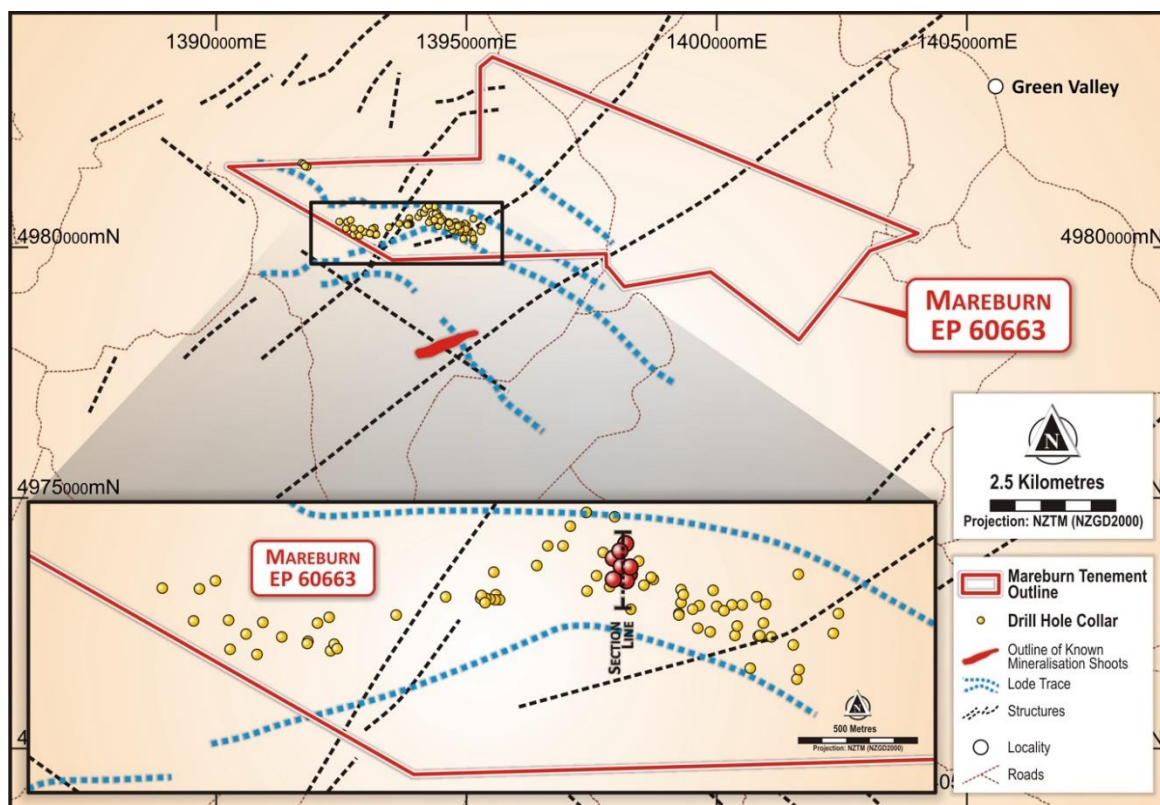 1390000mE
1395000mE
1400000mE
1405000mE
Green Valley
4980000mN
4980000mN
MAREBURN
EP 60663
4975000mN
N
2.5 Kilometres
Projection: NZTM (NZGD2000)
MAREBURN
EP 60663
SECTION
LINE
N
500 Metres
Projection: NZTM (NZGD2000)
Mareburn Tenement
Outline
Drill Hole Collar
Outline of Known
Mineralisation Shoots
Lode Trace
Structures
Locality
Roads